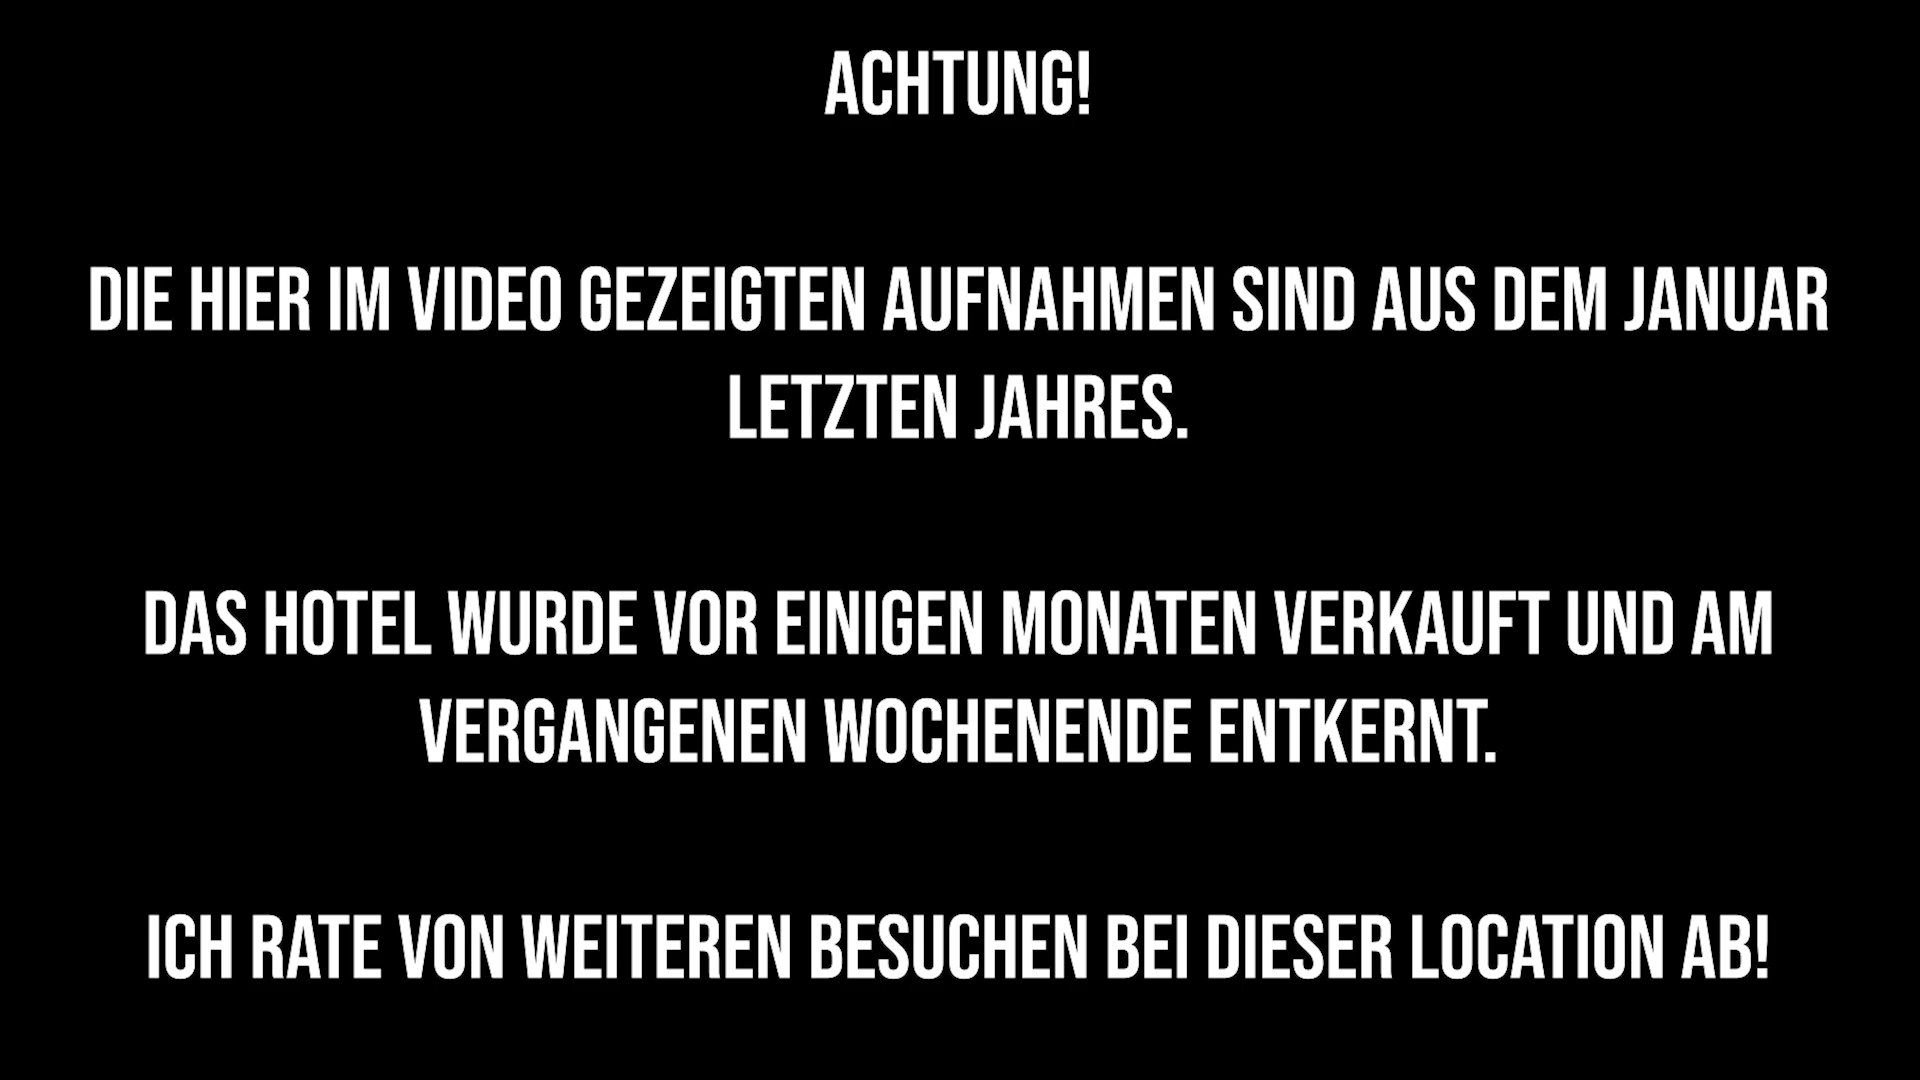 ACHTUNG!
DIE HIER IM VIDEO GEZEIGTEN AUFNAHMEN SIND AUS DEM JANUAR
LETZTEN JAHRES.
DAS HOTEL WURDE VOR EINIGEN MONATEN VERKAUFT UND AM
VERGANGENEN WOCHENENDE ENTKERNT.
ICH RATE VON WEITEREN BESUCHEN BEI DIESER LOCATION AB!